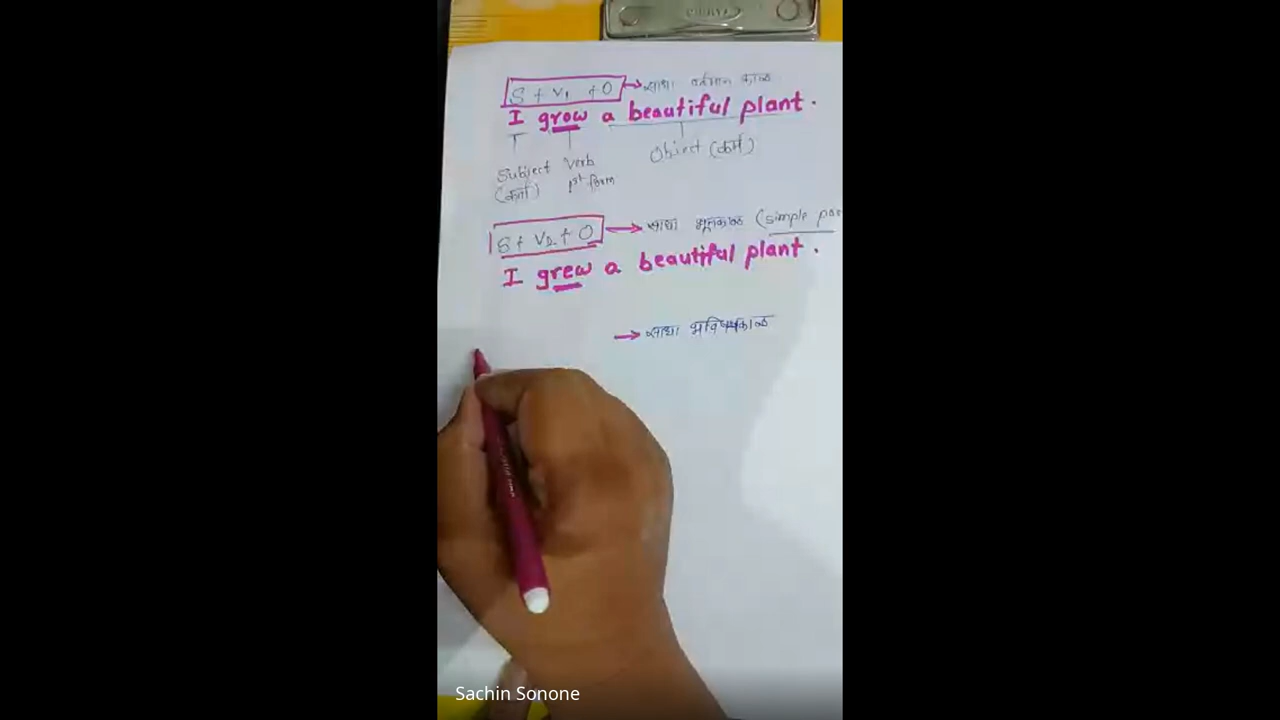 S + V1 + O → साधा वर्तमान काळ
I grow a beautiful plant.
Subject Verb Object (कर्म)
(कर्ता) 1st form
S + V2 + O → साधा भूतकाळ (simple pas
I grew a beautiful plant.
→ साधा भविष्यकाळ
Sachin Sonone